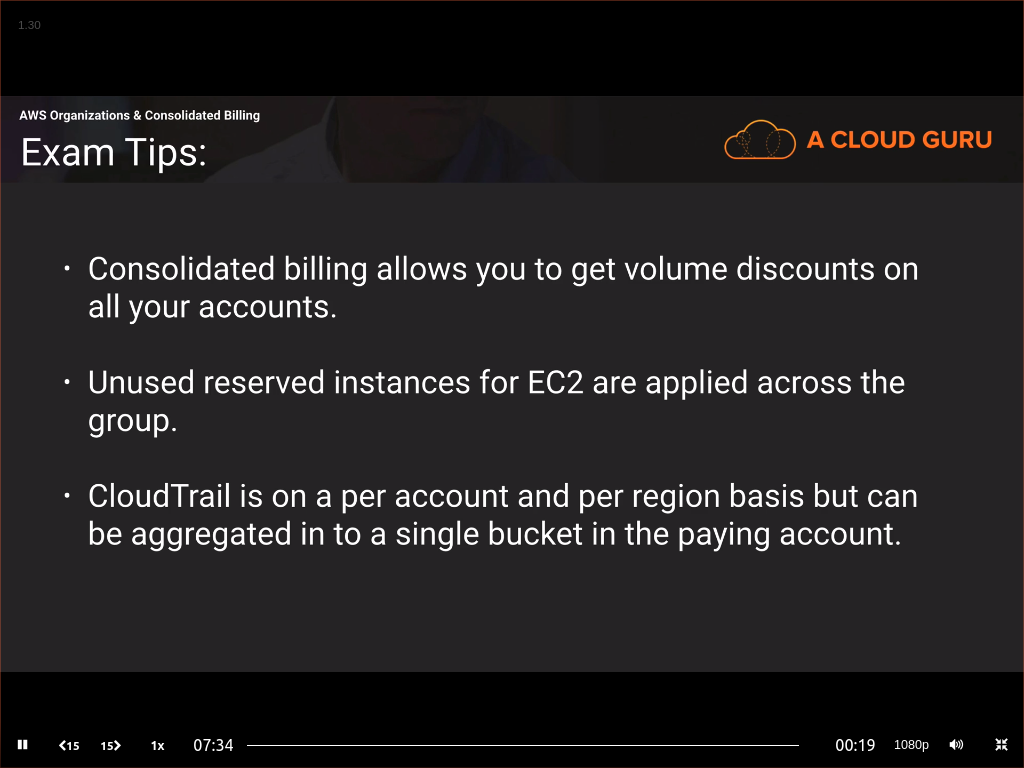 1.30
AWS Organizations & Consolidated Billing
Exam Tips:
A CLOUD GURU
• Consolidated billing allows you to get volume discounts on
all your accounts.
• Unused reserved instances for EC2 are applied across the
group.
• CloudTrail is on a per account and per region basis but can
be aggregated in to a single bucket in the paying account.
15 15 1x 07:34 00:19 1080p